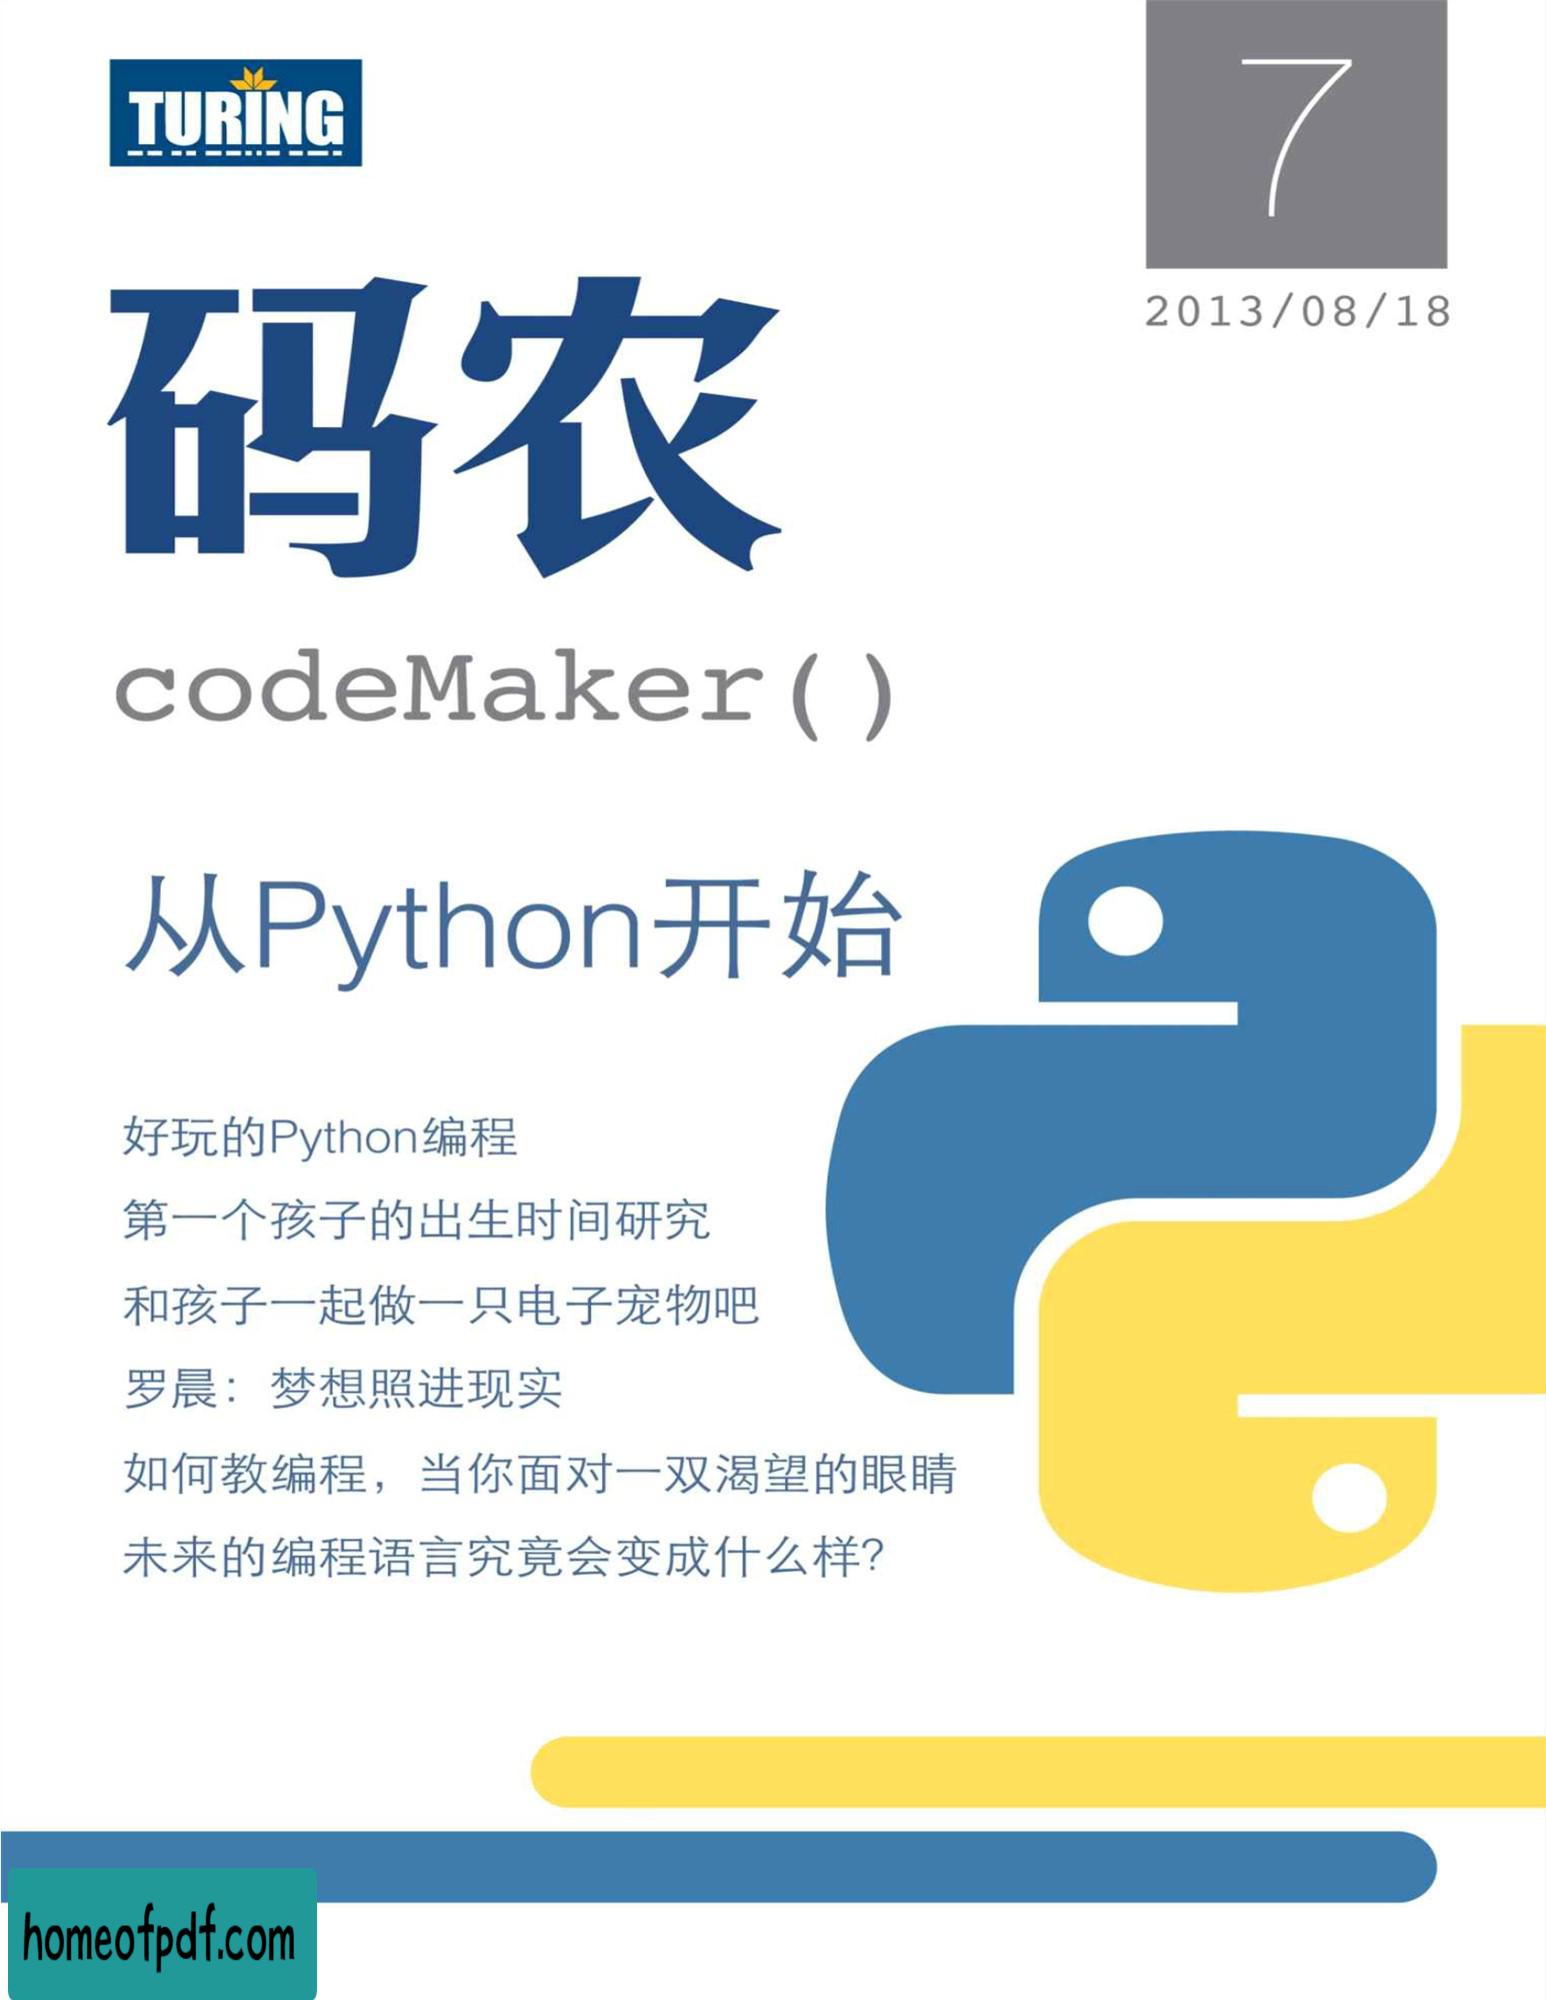 TURING
7
2013/08/18
码农
codeMaker()
从Python开始
好玩的Python编程
第一个孩子的出生时间研究
和孩子一起做一只电子宠物吧
罗晨：梦想照进现实
如何教编程，当你面对一双渴望的眼睛
未来的编程语言究竟会变成什么样？
homeofpdf.com